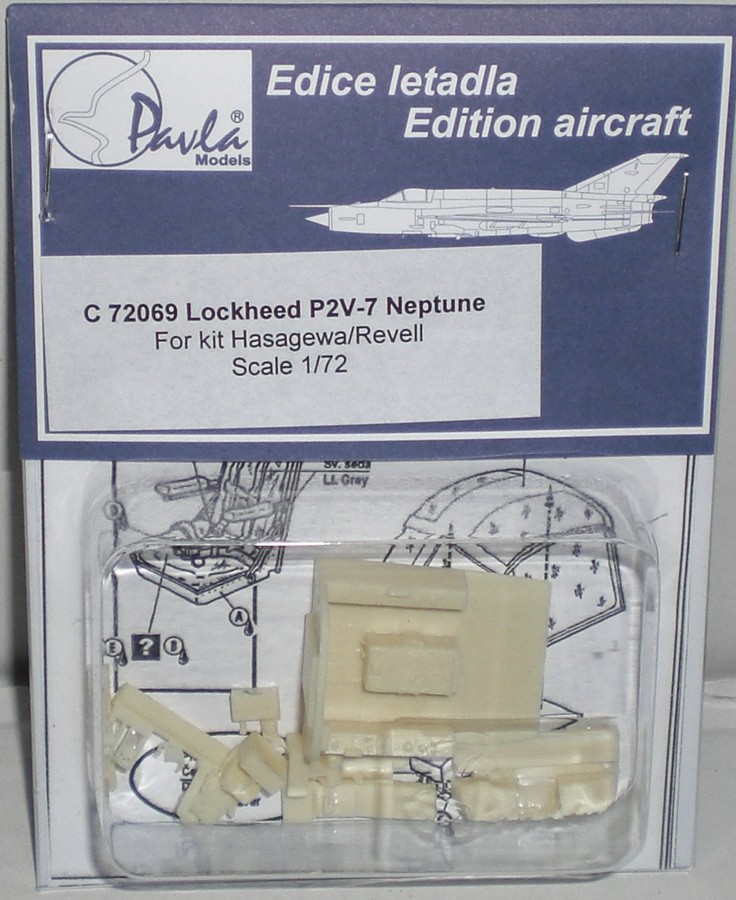 Edice letadla
Edition aircraft
Pavla®
Models
C 72069 Lockheed P2V-7 Neptune
For kit Hasagewa/Revell
Scale 1/72
Sv. šedá
Lt. Grey
A
E ? B